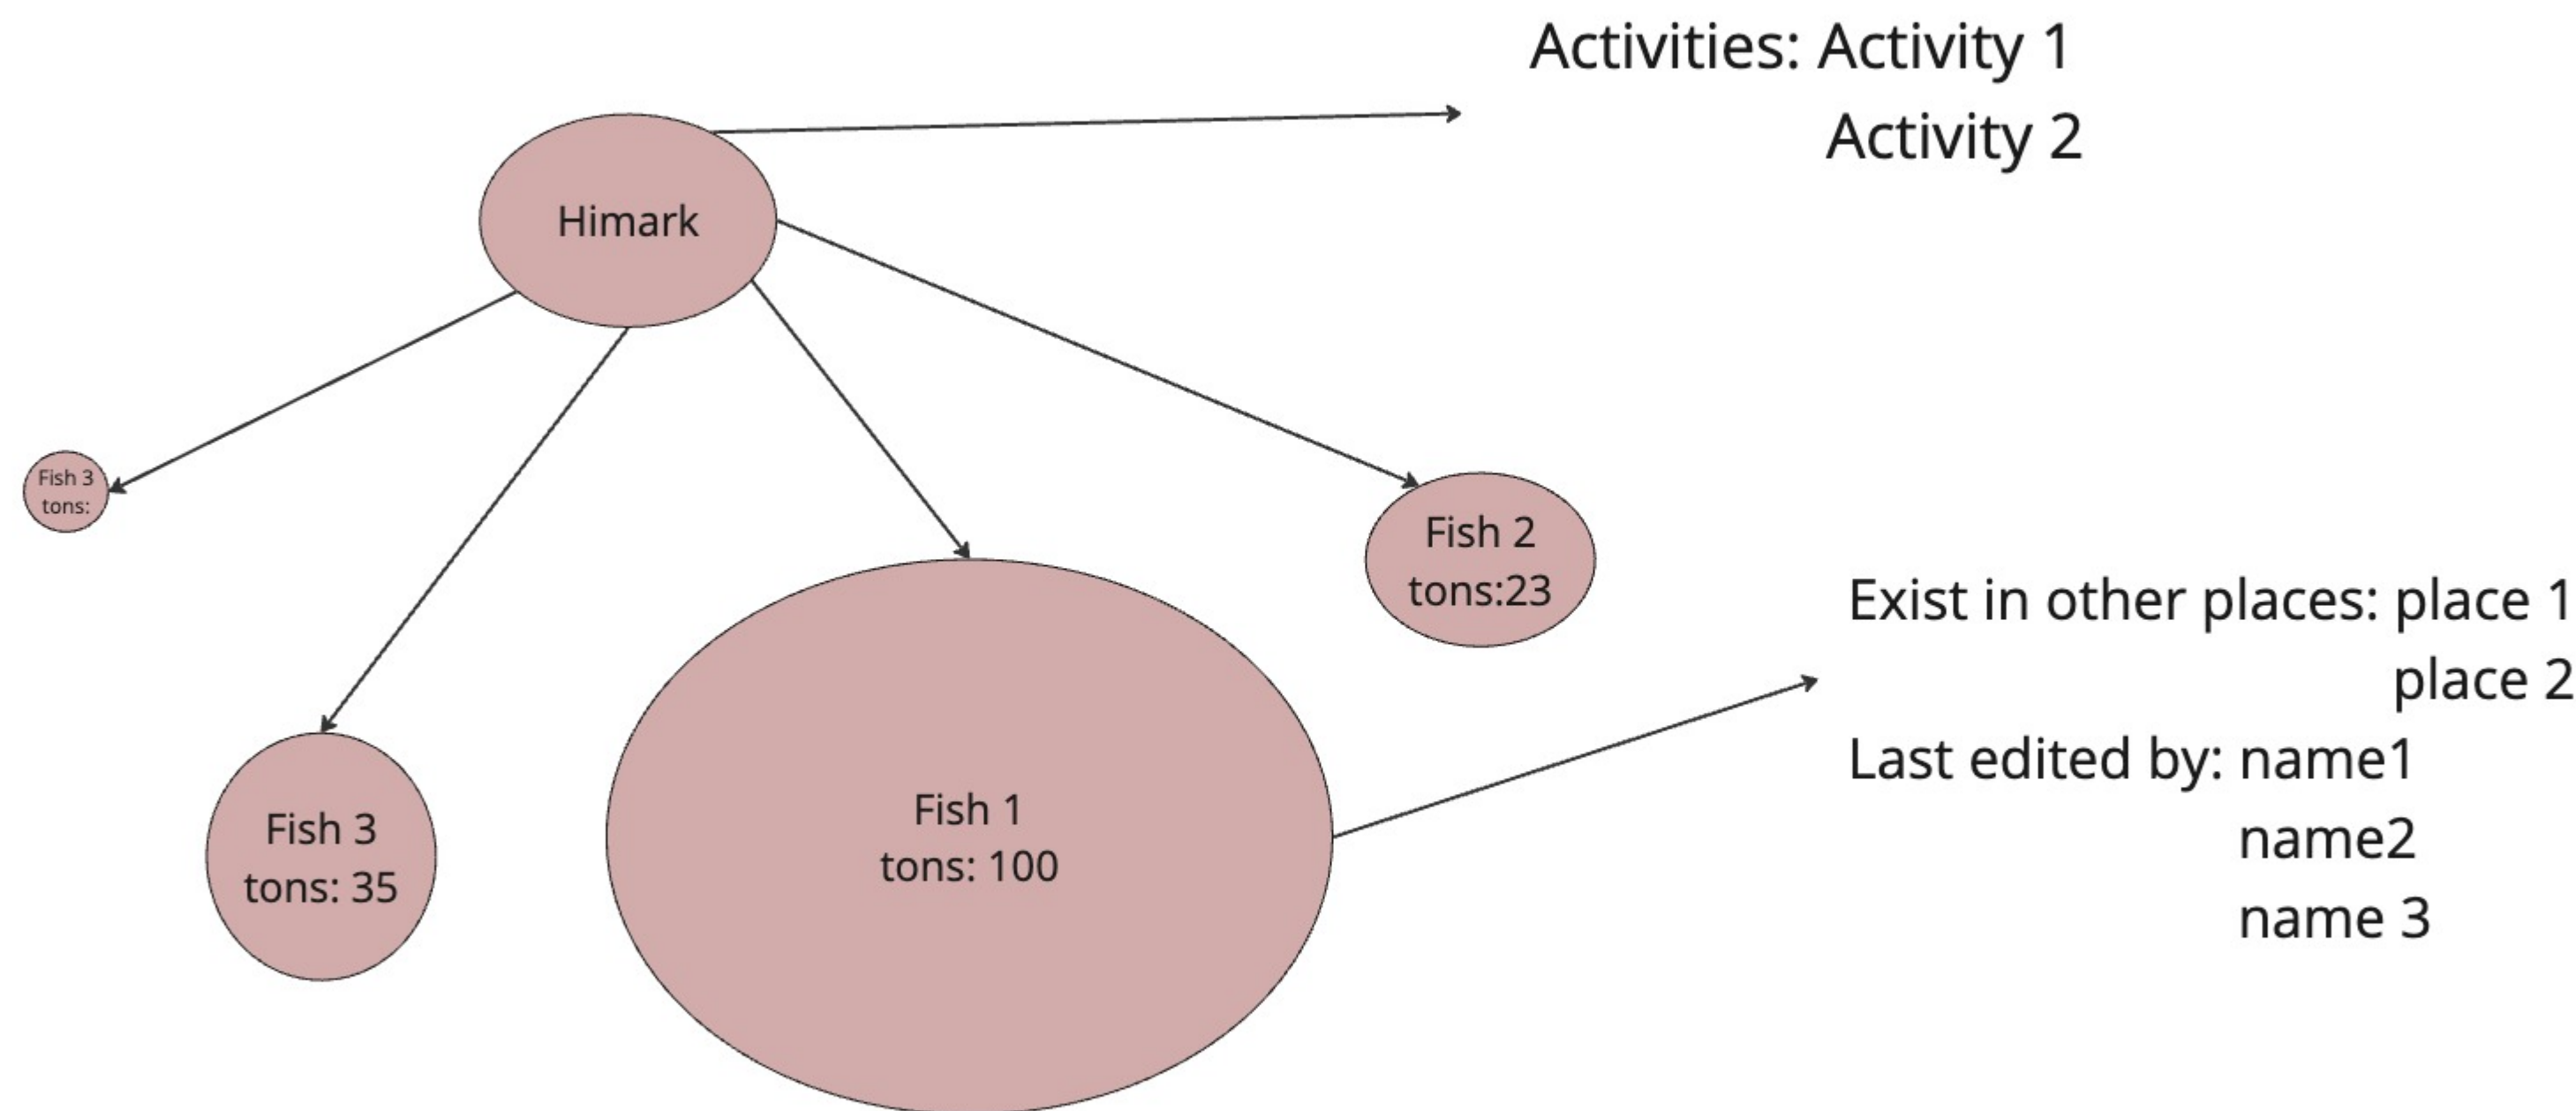 Activities: Activity 1
Activity 2
Himark
Fish 3
tons:
Fish 2
tons:23
Exist in other places: place 1
place 2
Last edited by: name1
name2
name 3
Fish 3
tons: 35
Fish 1
tons: 100